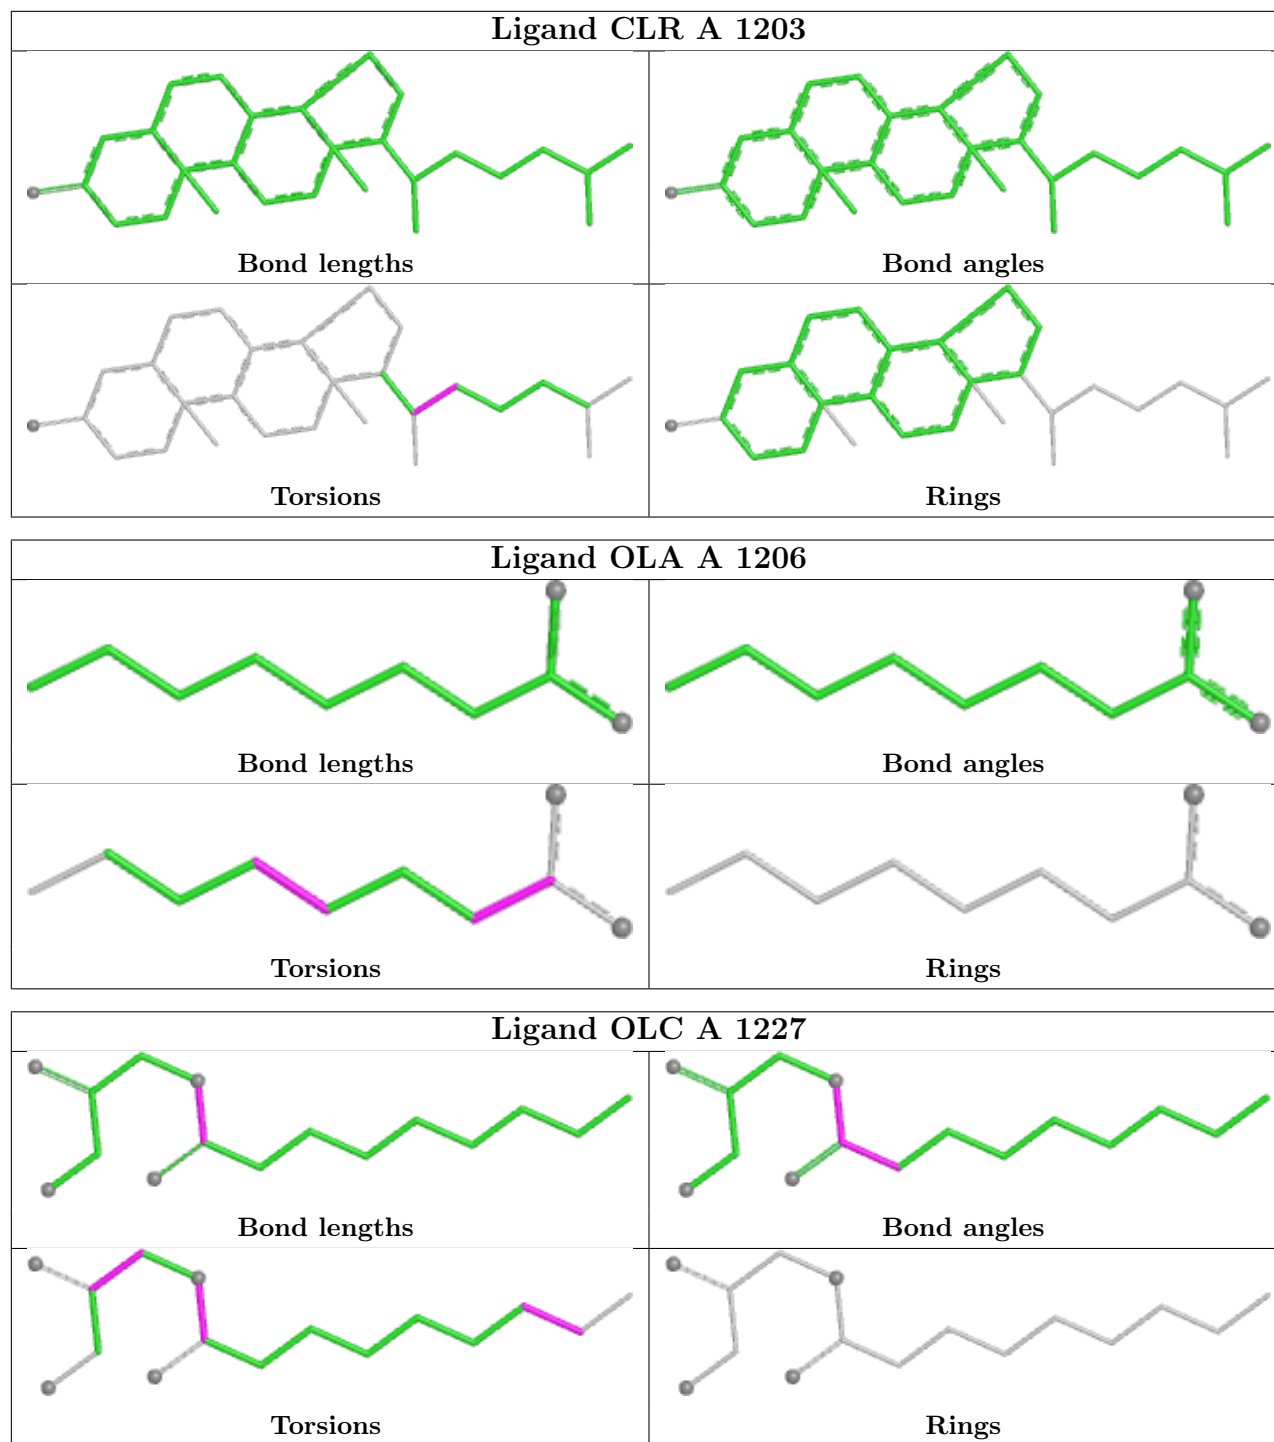 Ligand CLR A 1203
Bond lengths
Bond angles
Torsions
Rings
Ligand OLA A 1206
Bond lengths
Bond angles
Torsions
Rings
Ligand OLC A 1227
Bond lengths
Bond angles
Torsions
Rings